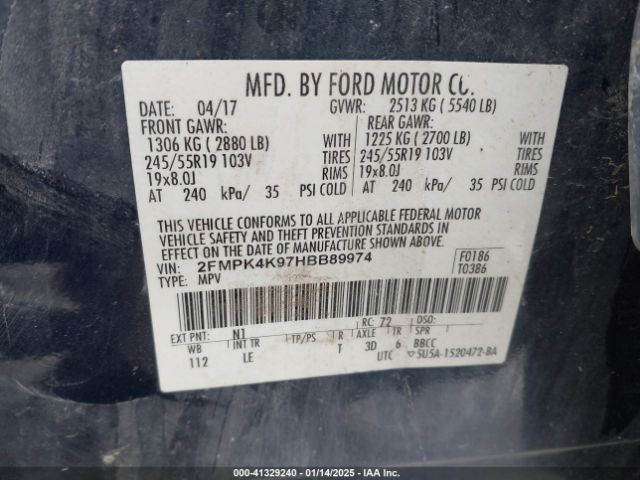 MFD. BY FORD MOTOR CO.
DATE: 04/17 GVWR: 2513 KG ( 5540 LB)
FRONT GAWR: REAR GAWR:
1306 KG ( 2880 LB) WITH 1225 KG ( 2700 LB) WITH
245/55R19 103V TIRES 245/55R19 103V TIRES
19x8.0J RIMS 19x8.0J RIMS
AT 240 kPa/ 35 PSI COLD AT 240 kPa/ 35 PSI COLD
THIS VEHICLE CONFORMS TO ALL APPLICABLE FEDERAL MOTOR
VEHICLE SAFETY AND THEFT PREVENTION STANDARDS IN
EFFECT ON THE DATE OF MANUFACTURE SHOWN ABOVE.
VIN: 2FMPK4K97HBB89974 F0186
TYPE: MPV T0386
EXT PNT: N1 RC: 72
WB INT TR TP/PS R AXLE TR SPR
112 LE T 3D 6 BBCC
UTC ▽5U5A-1520472-BA
© 41329240 - 01/14/2025 - IAA Inc.